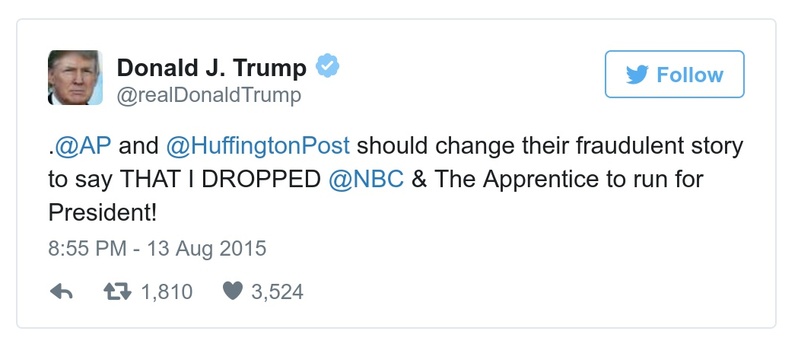 Donald J. Trump
@realDonaldTrump
Follow
.@AP and @HuffingtonPost should change their fraudulent story
to say THAT I DROPPED @NBC & The Apprentice to run for
President!
8:55 PM - 13 Aug 2015
1,810 3,524